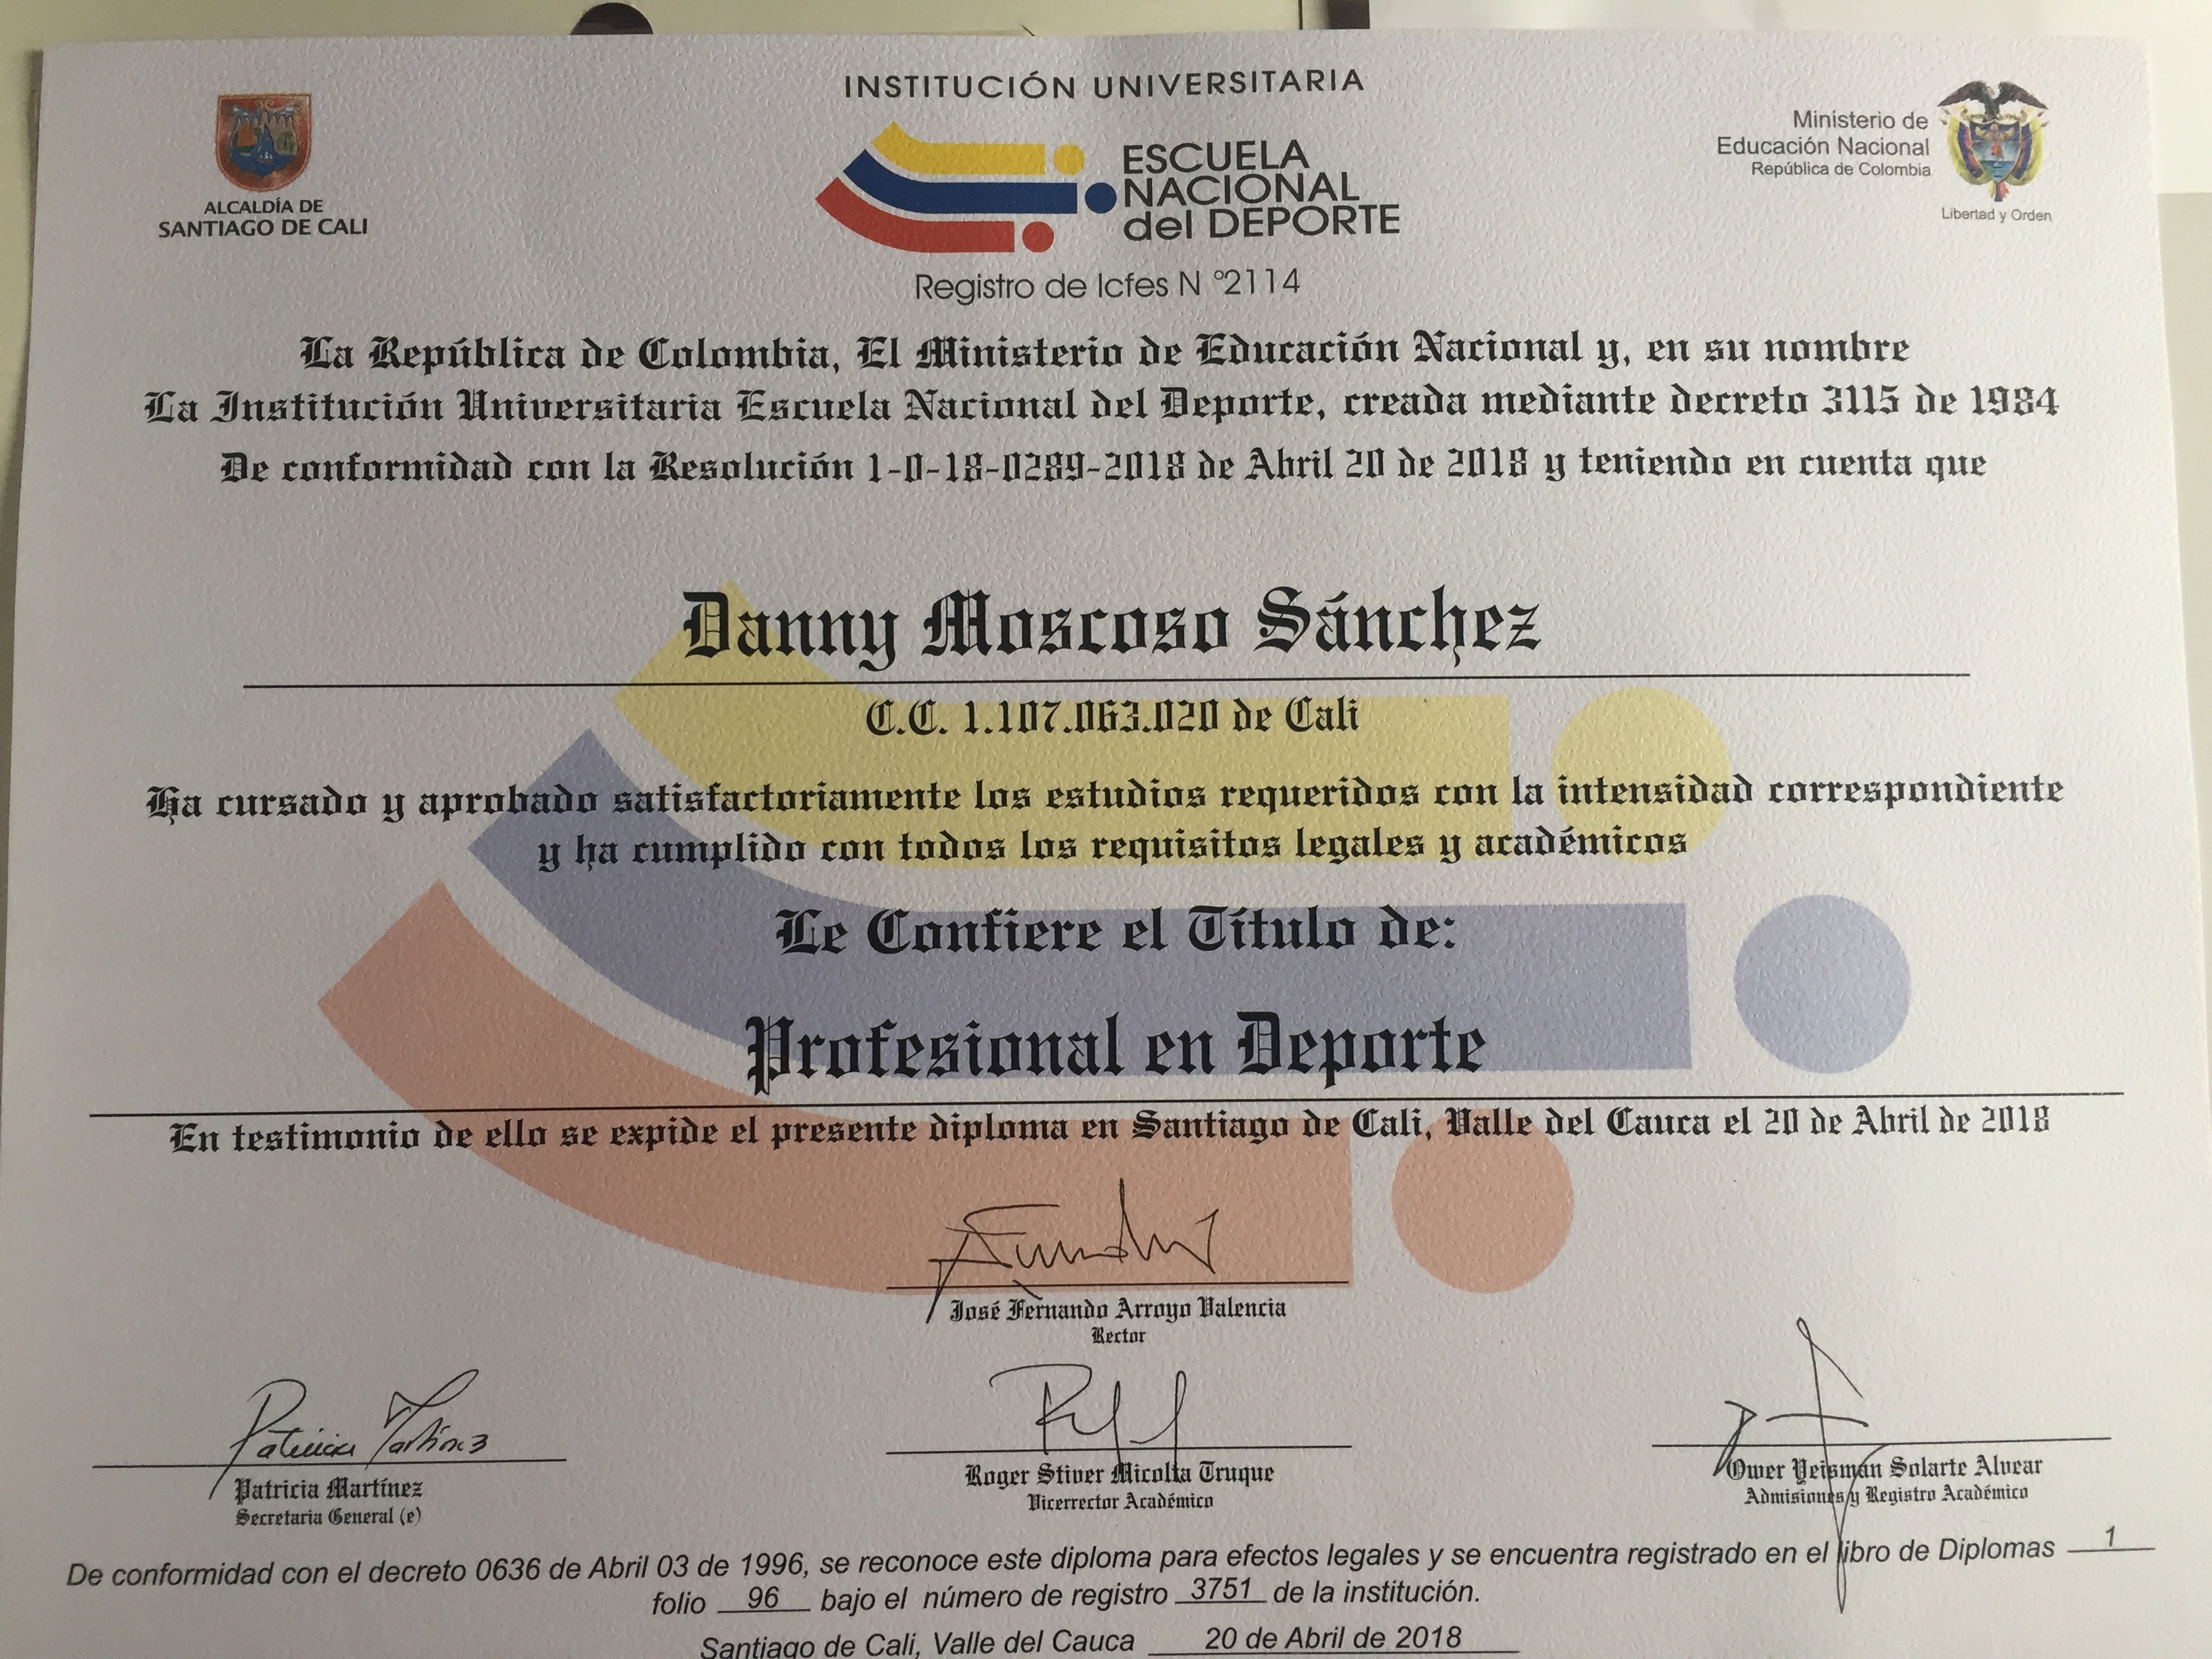 INSTITUCIÓN UNIVERSITARIA
ESCUELA
NACIONAL
del DEPORTE
Registro de Icfes N °2114
ALCALDÍA DE
SANTIAGO DE CALI
Ministerio de
Educación Nacional
República de Colombia
Libertad y Orden
La República de Colombia, El Ministerio de Educación Nacional y, en su nombre
La Institución Universitaria Escuela Nacional del Deporte, creada mediante decreto 3115 de 1984
De conformidad con la Resolución 1-0-18-0289-2018 de Abril 20 de 2018 y teniendo en cuenta que
Danny Moscoso Sánchez
C.C. 1.107.063.020 de Cali
Ha cursado y aprobado satisfactoriamente los estudios requeridos con la intensidad correspondiente
y ha cumplido con todos los requisitos legales y académicos
Le Confiere el Título de:
Profesional en Deporte
En testimonio de ello se expide el presente diploma en Santiago de Cali, Valle del Cauca el 20 de Abril de 2018
José Fernando Arroyo Valencia
Rector
Patricia Martínez
Patricia Martínez
Secretaria General (e)
Roger Stiver Micolta Truque
Vicerrector Académico
Ower Yeisman Solarte Alvear
Admisiones y Registro Académico
De conformidad con el decreto 0636 de Abril 03 de 1996, se reconoce este diploma para efectos legales y se encuentra registrado en el libro de Diplomas 1
folio 96 bajo el número de registro 3751 de la institución.
Santiago de Cali, Valle del Cauca 20 de Abril de 2018